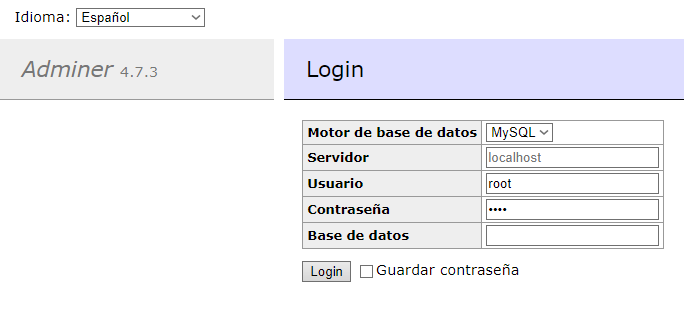 Idioma: Español
Adminer 4.7.3
Login
Motor de base de datos MySQL
Servidor localhost
Usuario root
Contraseña ••••
Base de datos
Login Guardar contraseña